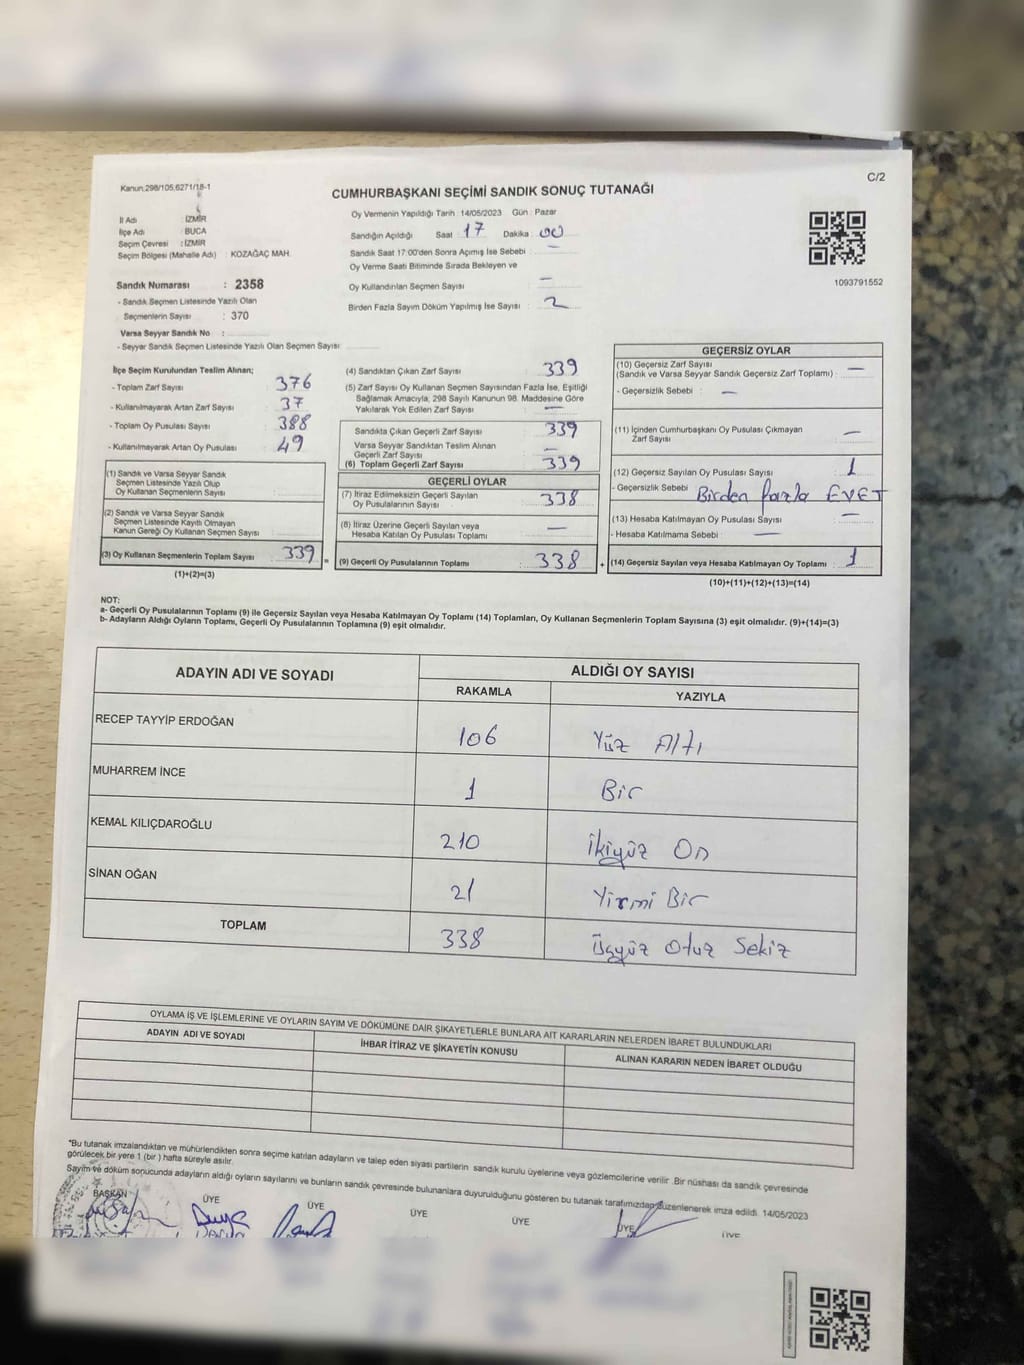 Kanun;298/105,6271/18-1
C/2
CUMHURBAŞKANI SEÇİMİ SANDIK SONUÇ TUTANAĞI
İl Adı : İZMİR
İlçe Adı : BUCA
Seçim Çevresi : İZMİR
Seçim Bölgesi (Mahalle Adı) : KOZAĞAÇ MAH.
Sandık Numarası : 2358
- Sandık Seçmen Listesinde Yazılı Olan
Seçmenlerin Sayısı : 370
Varsa Seyyar Sandık No :
- Seyyar Sandık Seçmen Listesinde Yazılı Olan Seçmen Sayısı:
Oy Vermenin Yapıldığı Tarih : 14/05/2023 Gün : Pazar
Sandığın Açıldığı Saat : 17 Dakika : 00
Sandık Saat 17:00'den Sonra Açımış İse Sebebi : —
Oy Verme Saati Bitiminde Sırada Bekleyen ve
Oy Kullandırılan Seçmen Sayısı : —
Birden Fazla Sayım Döküm Yapılmış İse Sayısı : 2
1093791552
İlçe Seçim Kurulundan Teslim Alınan;
- Toplam Zarf Sayısı : 376
- Kullanılmayarak Artan Zarf Sayısı : 37
- Toplam Oy Pusulası Sayısı : 388
- Kullanılmayarak Artan Oy Pusulası : 49
(1) Sandık ve Varsa Seyyar Sandık
Seçmen Listesinde Yazılı Olup
Oy Kullanan Seçmenlerin Sayısı :
(2) Sandık ve Varsa Seyyar Sandık
Seçmen Listesinde Kayıtlı Olmayan
Kanun Gereği Oy Kullanan Seçmen Sayısı :
(3) Oy Kullanan Seçmenlerin Toplam Sayısı : 339 =
(1)+(2)=(3)
(4) Sandıktan Çıkan Zarf Sayısı : 339
(5) Zarf Sayısı Oy Kullanan Seçmen Sayısından Fazla İse, Eşitliği
Sağlamak Amacıyla, 298 Sayılı Kanunun 98. Maddesine Göre
Yakılarak Yok Edilen Zarf Sayısı : —
Sandıkta Çıkan Geçerli Zarf Sayısı : 339
Varsa Seyyar Sandıktan Teslim Alınan
Geçerli Zarf Sayısı : —
(6) Toplam Geçerli Zarf Sayısı : 339
GEÇERLİ OYLAR
(7) İtiraz Edilmeksizin Geçerli Sayılan
Oy Pusulalarının Sayısı : 338
(8) İtiraz Üzerine Geçerli Sayılan veya
Hesaba Katılan Oy Pusulası Toplamı : —
(9) Geçerli Oy Pusulalarının Toplamı : 338 +
GEÇERSİZ OYLAR
(10) Geçersiz Zarf Sayısı
(Sandık ve Varsa Seyyar Sandık Geçersiz Zarf Toplamı) : —
- Geçersizlik Sebebi : —
(11) İçinden Cumhurbaşkanı Oy Pusulası Çıkmayan
Zarf Sayısı : —
(12) Geçersiz Sayılan Oy Pusulası Sayısı : 1
- Geçersizlik Sebebi : Birden fazla EVET
(13) Hesaba Katılmayan Oy Pusulası Sayısı : —
- Hesaba Katılmama Sebebi : —
(14) Geçersiz Sayılan veya Hesaba Katılmayan Oy Toplamı : 1
(10)+(11)+(12)+(13)=(14)
NOT:
a- Geçerli Oy Pusulalarının Toplamı (9) ile Geçersiz Sayılan veya Hesaba Katılmayan Oy Toplamı (14) Toplamları, Oy Kullanan Seçmenlerin Toplam Sayısına (3) eşit olmalıdır. (9)+(14)=(3)
b- Adayların Aldığı Oyların Toplamı, Geçerli Oy Pusulalarının Toplamına (9) eşit olmalıdır.
ADAYIN ADI VE SOYADI ALDIĞI OY SAYISI
RAKAMLA YAZIYLA
RECEP TAYYİP ERDOĞAN 106 Yüz Altı
MUHARREM İNCE 1 Bir
KEMAL KILIÇDAROĞLU 210 İkiyüz On
SİNAN OĞAN 21 Yirmi Bir
TOPLAM 338 Üçyüz Otuz Sekiz
OYLAMA İŞ VE İŞLEMLERİNE VE OYLARIN SAYIM VE DÖKÜMÜNE DAİR ŞİKAYETLERLE BUNLARA AİT KARARLARIN NELERDEN İBARET BULUNDUKLARI
ADAYIN ADI VE SOYADI İHBAR İTİRAZ VE ŞİKAYETİN KONUSU ALINAN KARARIN NEDEN İBARET OLDUĞU
*Bu tutanak imzalandıktan ve mühürlendikten sonra seçime katılan adayların ve talep eden siyasi partilerin sandık kurulu üyelerine veya gözlemcilerine verilir .Bir nüshası da sandık çevresinde
görülecek bir yere 1 (bir ) hafta süreyle asılır.
Sayım ve döküm sonucunda adayların aldığı oyların sayılarını ve bunların sandık çevresinde bulunanlara duyurulduğunu gösteren bu tutanak tarafımızdan düzenlenerek imza edildi. 14/05/2023
BAŞKAN ÜYE ÜYE ÜYE ÜYE ÜYE ÜYE